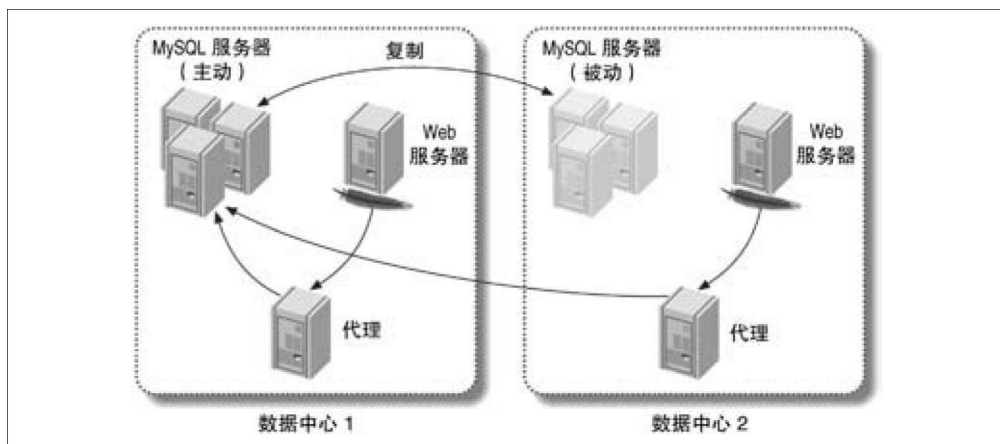 MySQL 服务器
（主动）
复制
MySQL 服务器
（被动）
Web
服务器
Web
服务器
代理
代理
数据中心 1
数据中心 2